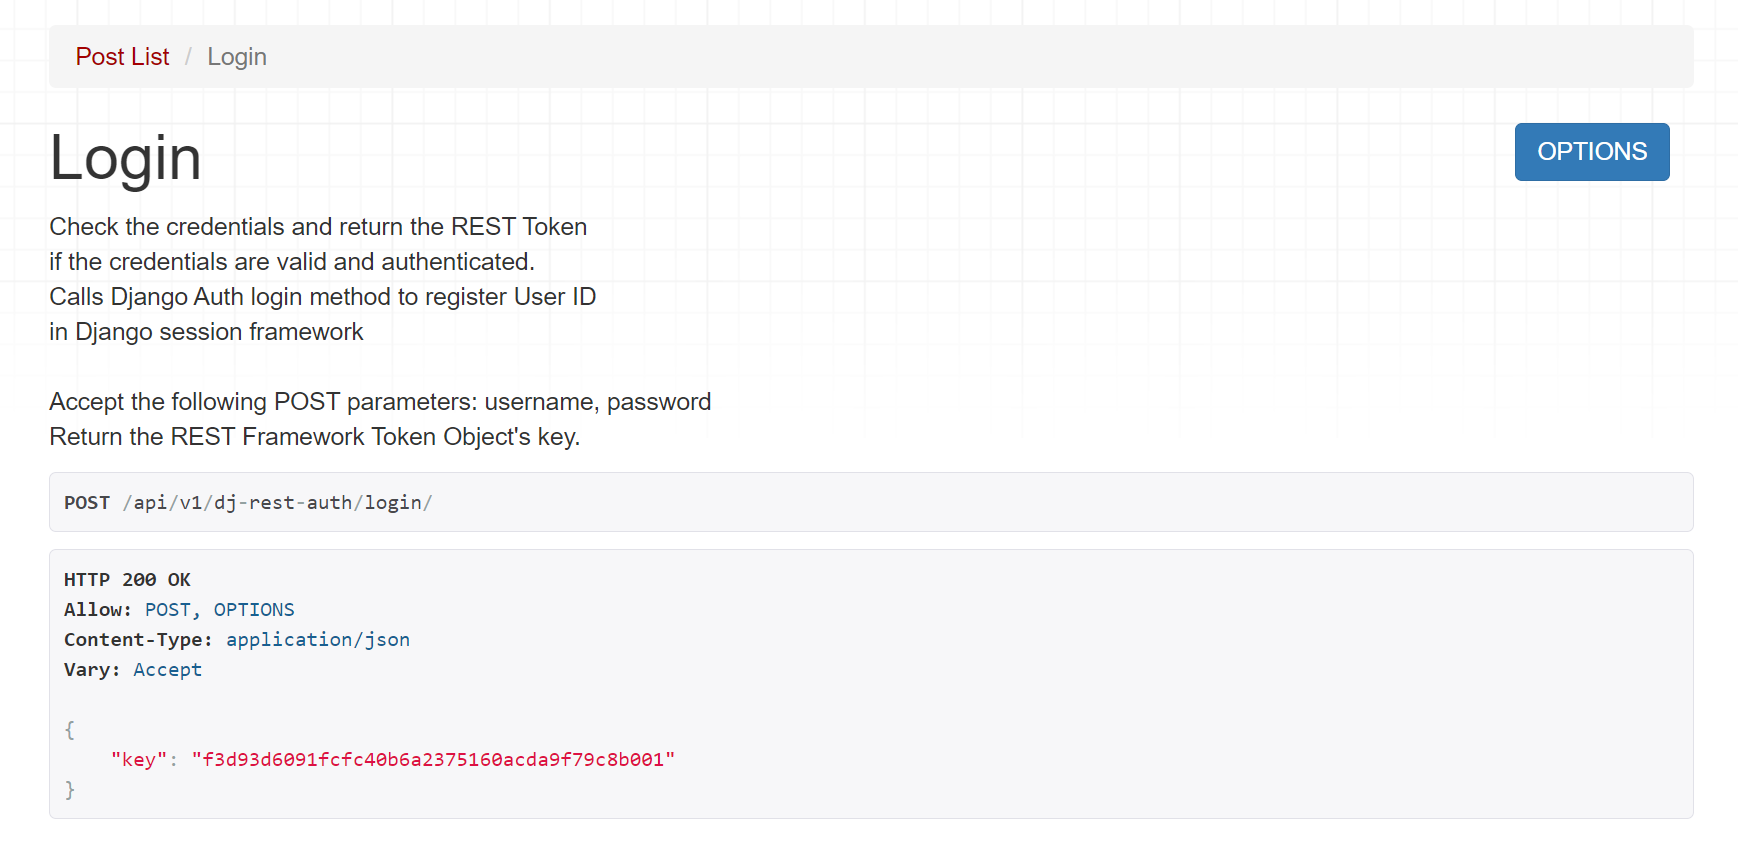 Post List / Login
Login
OPTIONS
Check the credentials and return the REST Token
if the credentials are valid and authenticated.
Calls Django Auth login method to register User ID
in Django session framework
Accept the following POST parameters: username, password
Return the REST Framework Token Object's key.
POST /api/v1/dj-rest-auth/login/
HTTP 200 OK
Allow: POST, OPTIONS
Content-Type: application/json
Vary: Accept
{
    "key": "f3d93d6091fcfc40b6a2375160acda9f79c8b001"
}